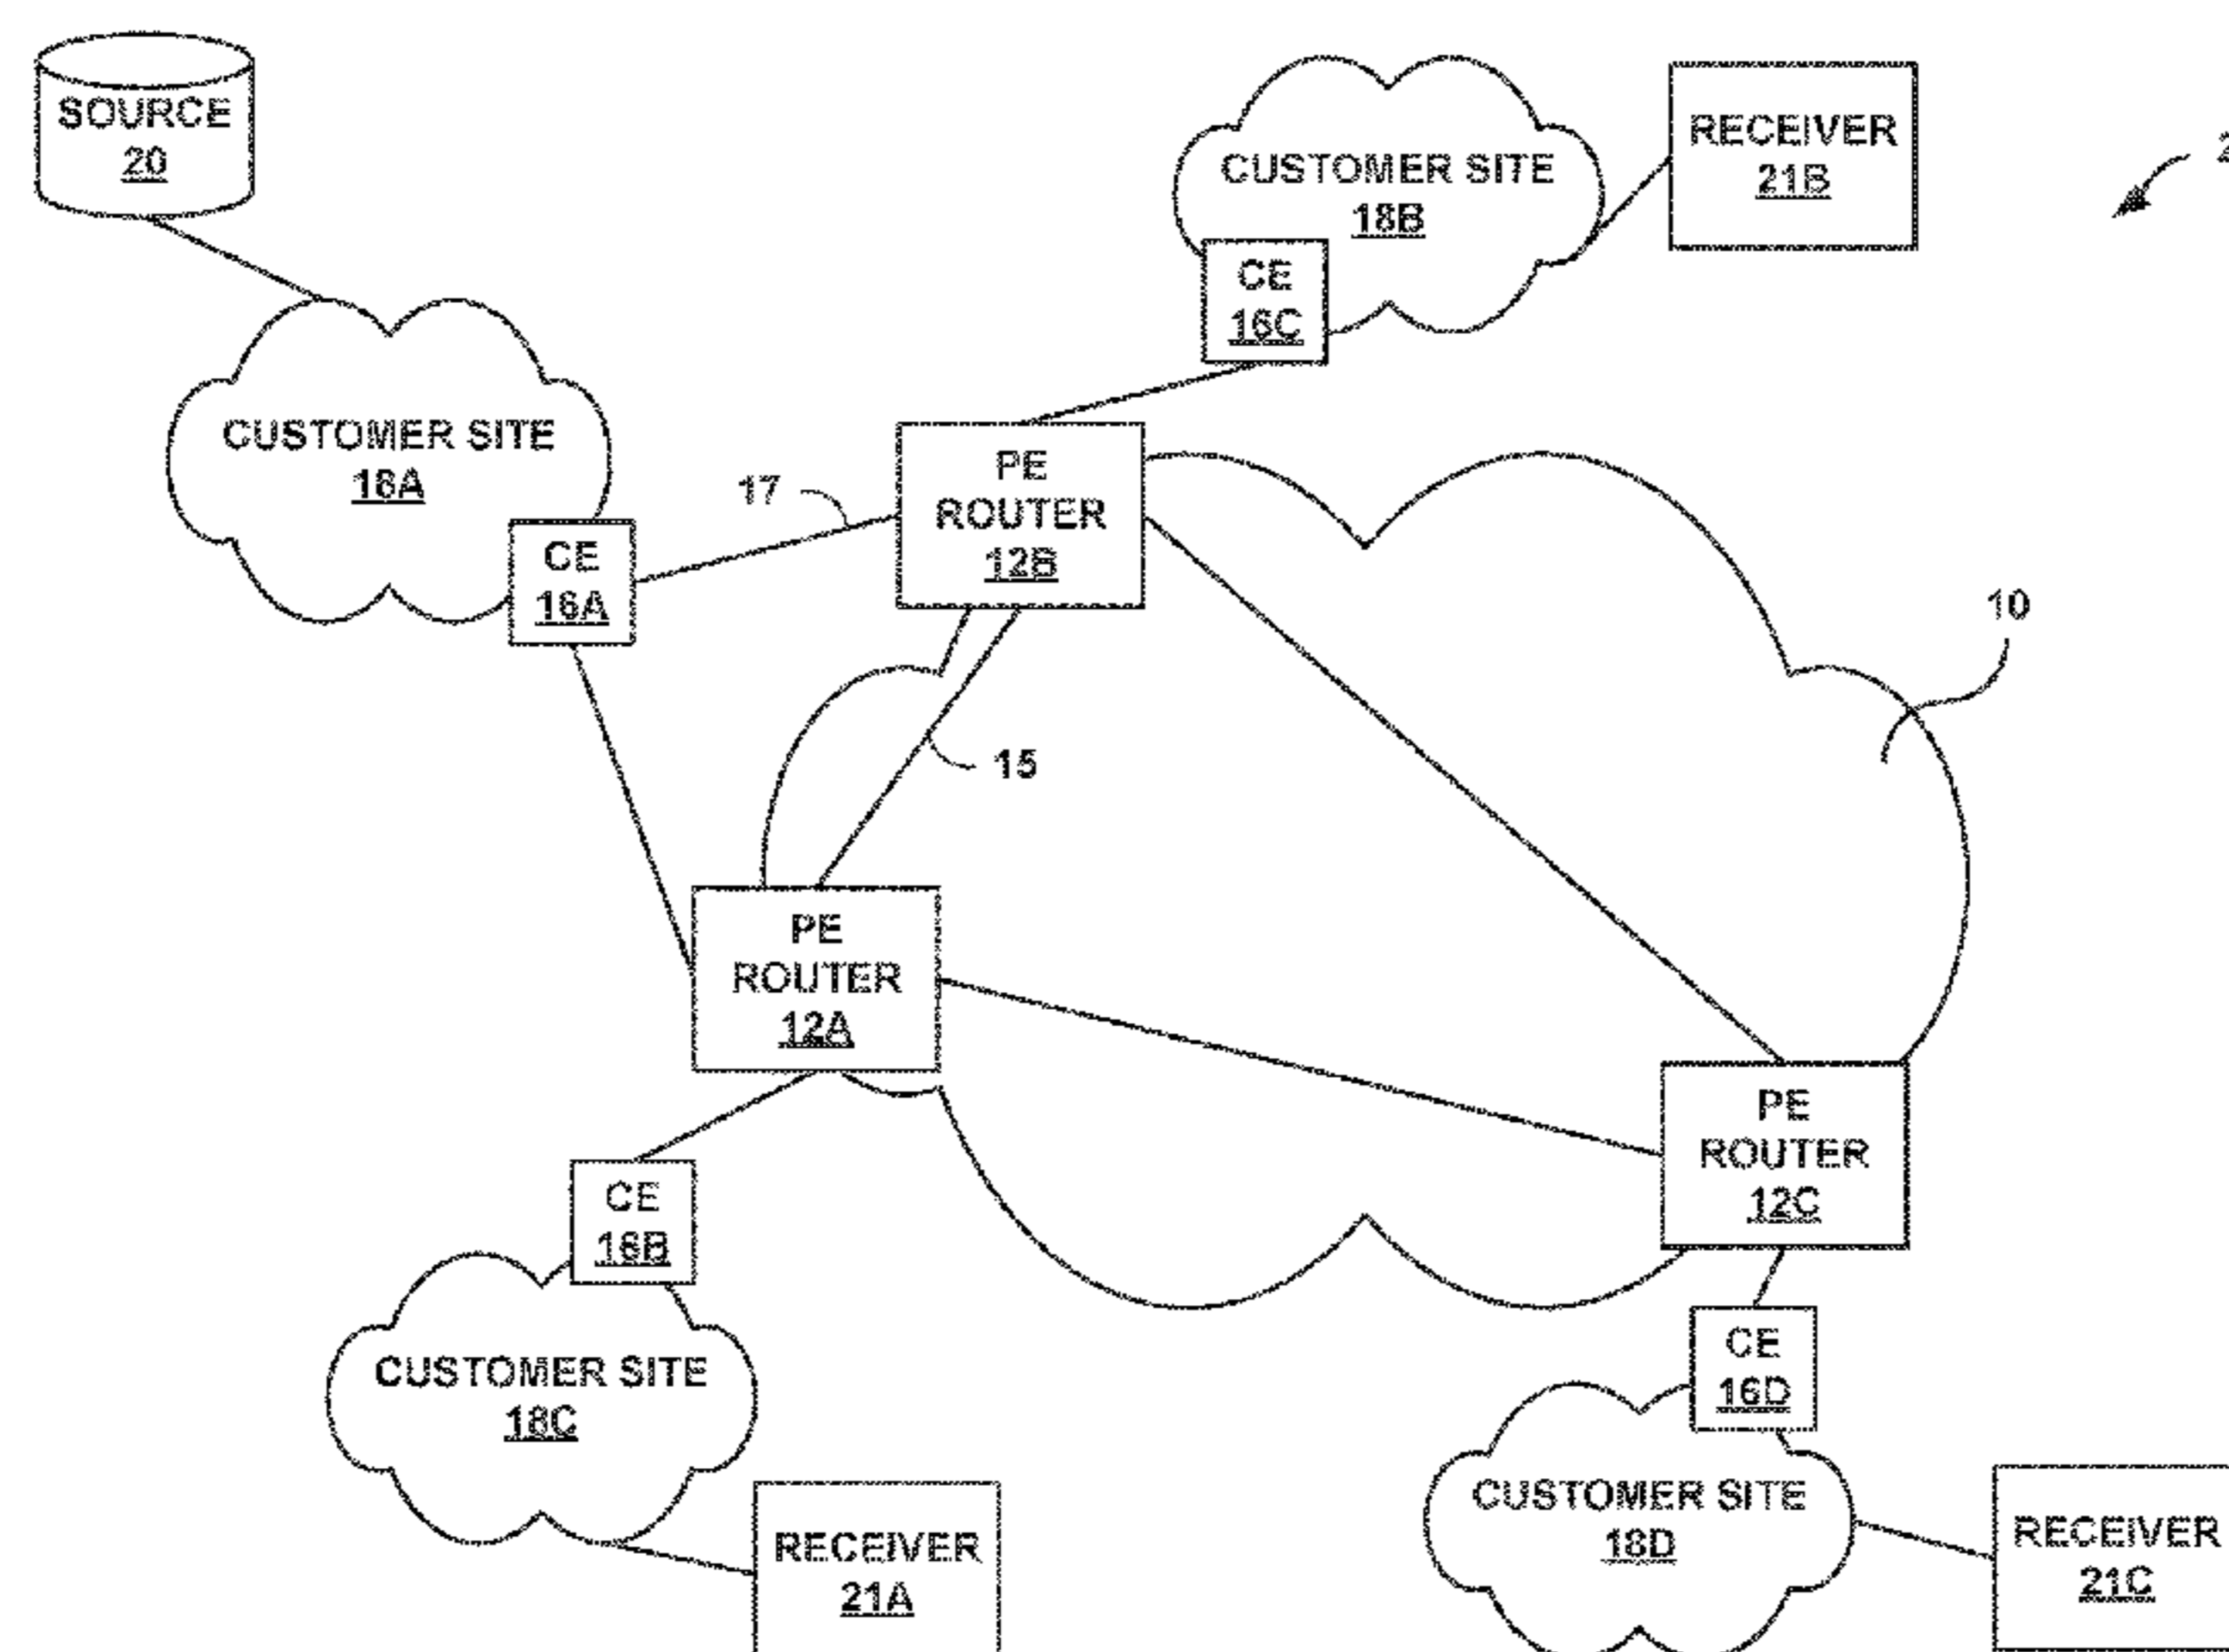 SOURCE
20
CUSTOMER SITE
18B
RECEIVER
21B
2
CE
16C
CUSTOMER SITE
18A
17
PE
ROUTER
12B
CE
16A
10
15
PE
ROUTER
12A
PE
ROUTER
12C
CE
16B
CE
16D
CUSTOMER SITE
18C
CUSTOMER SITE
18D
RECEIVER
21A
RECEIVER
21C